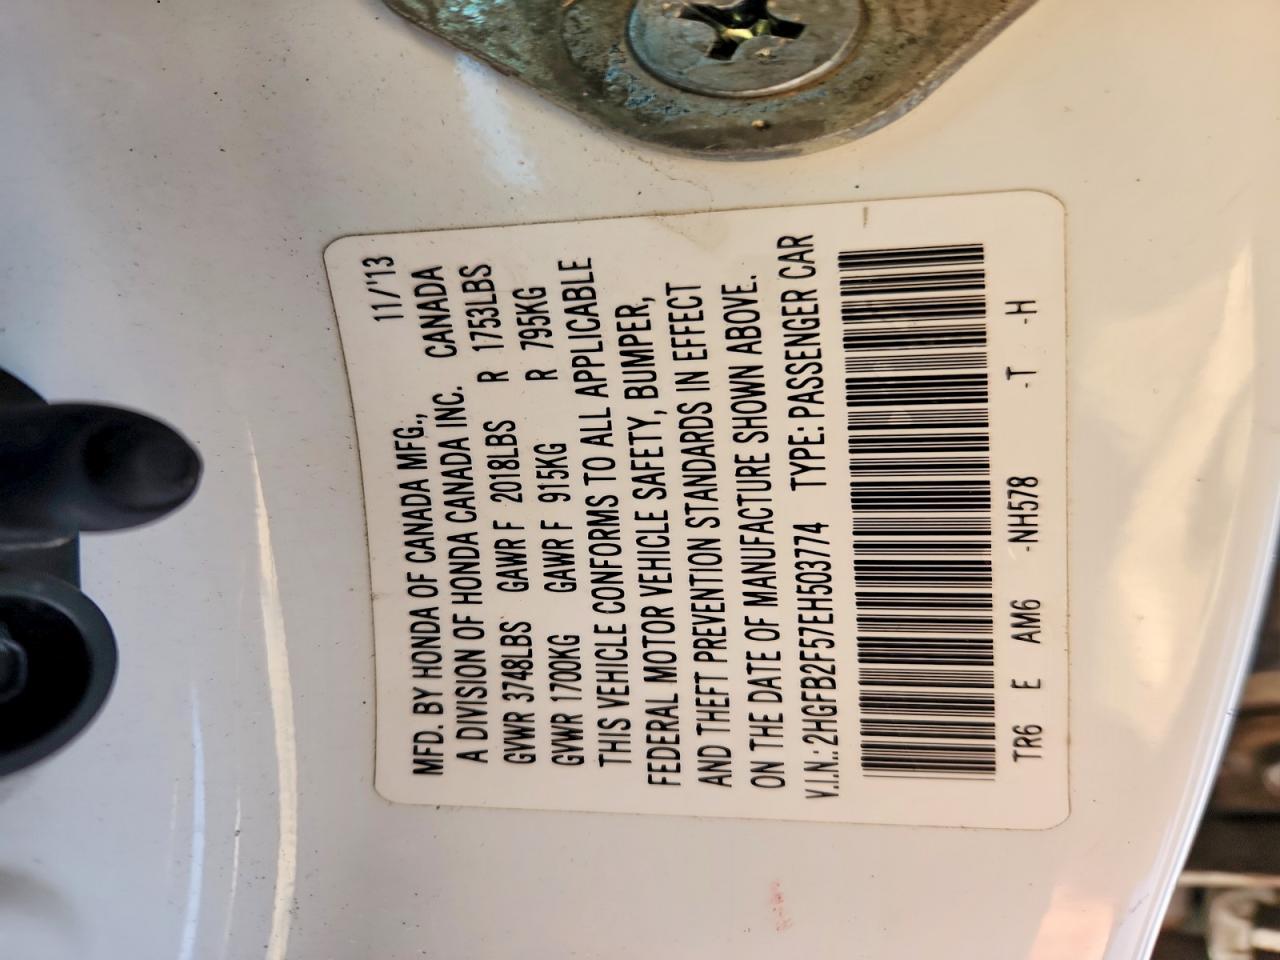 11/'13
MFD. BY HONDA OF CANADA MFG.,
A DIVISION OF HONDA CANADA INC. CANADA
GVWR 3748LBS GAWR F 2018LBS R 1753LBS
GVWR 1700KG GAWR F 915KG R 795KG
THIS VEHICLE CONFORMS TO ALL APPLICABLE
FEDERAL MOTOR VEHICLE SAFETY, BUMPER,
AND THEFT PREVENTION STANDARDS IN EFFECT
ON THE DATE OF MANUFACTURE SHOWN ABOVE.
V.I.N.: 2HGFB2F57EH503774 TYPE: PASSENGER CAR
TR6 E AM6 -NH578 -T -H